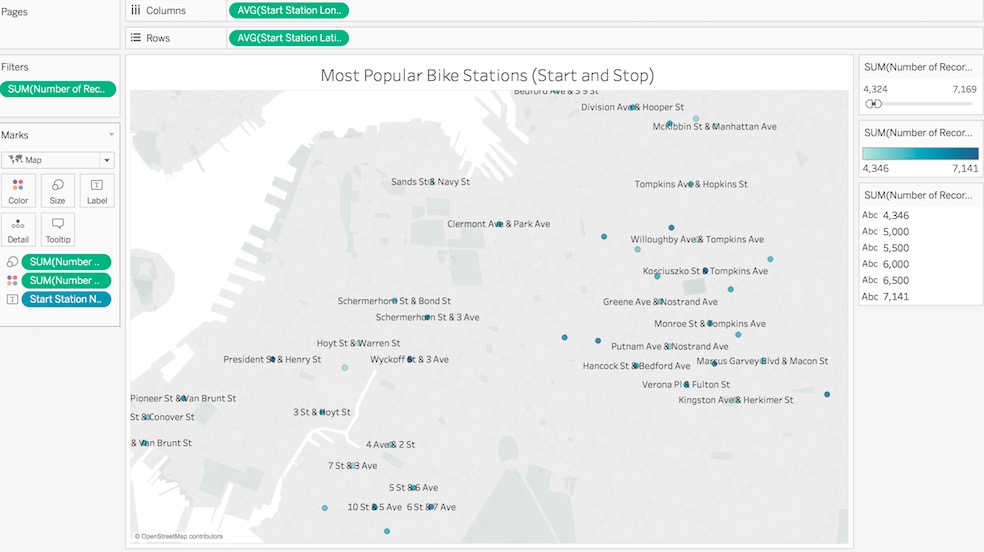 Pages
Columns
AVG(Start Station Lon..
Rows
AVG(Start Station Lati..
Filters
SUM(Number of Rec..
Marks
Map
Color
Size
Label
Detail
Tooltip
SUM(Number ..
SUM(Number ..
Start Station N..
Most Popular Bike Stations (Start and Stop)
Bedford Ave & S 9 St
Division Ave & Hooper St
McKibbin St & Manhattan Ave
Sands St & Navy St
Tompkins Ave & Hopkins St
Clermont Ave & Park Ave
Willoughby Ave & Tompkins Ave
Kosciuszko St & Tompkins Ave
Schermerhorn St & Bond St
Greene Ave & Nostrand Ave
Schermerhorn St & 3 Ave
Monroe St & Tompkins Ave
Hoyt St & Warren St
Putnam Ave & Nostrand Ave
President St & Henry St
Wyckoff St & 3 Ave
Hancock St & Bedford Ave
Marcus Garvey Blvd & Macon St
Verona Pl & Fulton St
Pioneer St & Van Brunt St
Kingston Ave & Herkimer St
St & Conover St
3 St & Hoyt St
& Van Brunt St
4 Ave & 2 St
7 St & 3 Ave
5 St & 6 Ave
10 St & 5 Ave
6 St & 7 Ave
© OpenStreetMap contributors
SUM(Number of Recor...
4,324 7,169
SUM(Number of Recor...
4,346 7,141
SUM(Number of Recor...
Abc 4,346
Abc 5,000
Abc 5,500
Abc 6,000
Abc 6,500
Abc 7,141